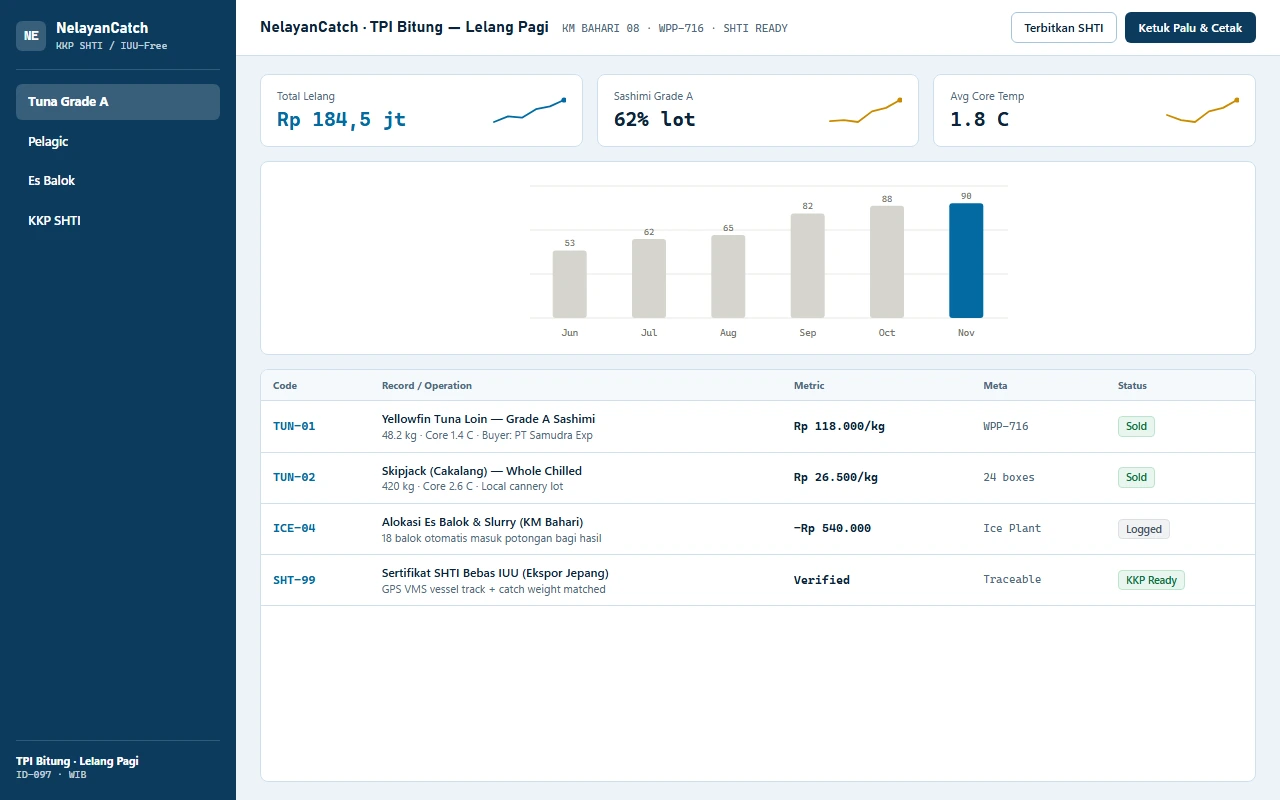 NE
NelayanCatch
KKP SHTI / IUU-Free
Tuna Grade A
Pelagic
Es Balok
KKP SHTI
TPI Bitung · Lelang Pagi
ID-097 · WIB
NelayanCatch · TPI Bitung — Lelang Pagi
KM BAHARI 08 · WPP-716 · SHTI READY
Terbitkan SHTI
Ketuk Palu & Cetak
Total Lelang
Rp 184,5 jt
Sashimi Grade A
62% lot
Avg Core Temp
1.8 C
53
62
65
82
88
90
Jun
Jul
Aug
Sep
Oct
Nov
Code
Record / Operation
Metric
Meta
Status
TUN-01
Yellowfin Tuna Loin — Grade A Sashimi
48.2 kg · Core 1.4 C · Buyer: PT Samudra Exp
Rp 118.000/kg
WPP-716
Sold
TUN-02
Skipjack (Cakalang) — Whole Chilled
420 kg · Core 2.6 C · Local cannery lot
Rp 26.500/kg
24 boxes
Sold
ICE-04
Alokasi Es Balok & Slurry (KM Bahari)
18 balok otomatis masuk potongan bagi hasil
-Rp 540.000
Ice Plant
Logged
SHT-99
Sertifikat SHTI Bebas IUU (Ekspor Jepang)
GPS VMS vessel track + catch weight matched
Verified
Traceable
KKP Ready